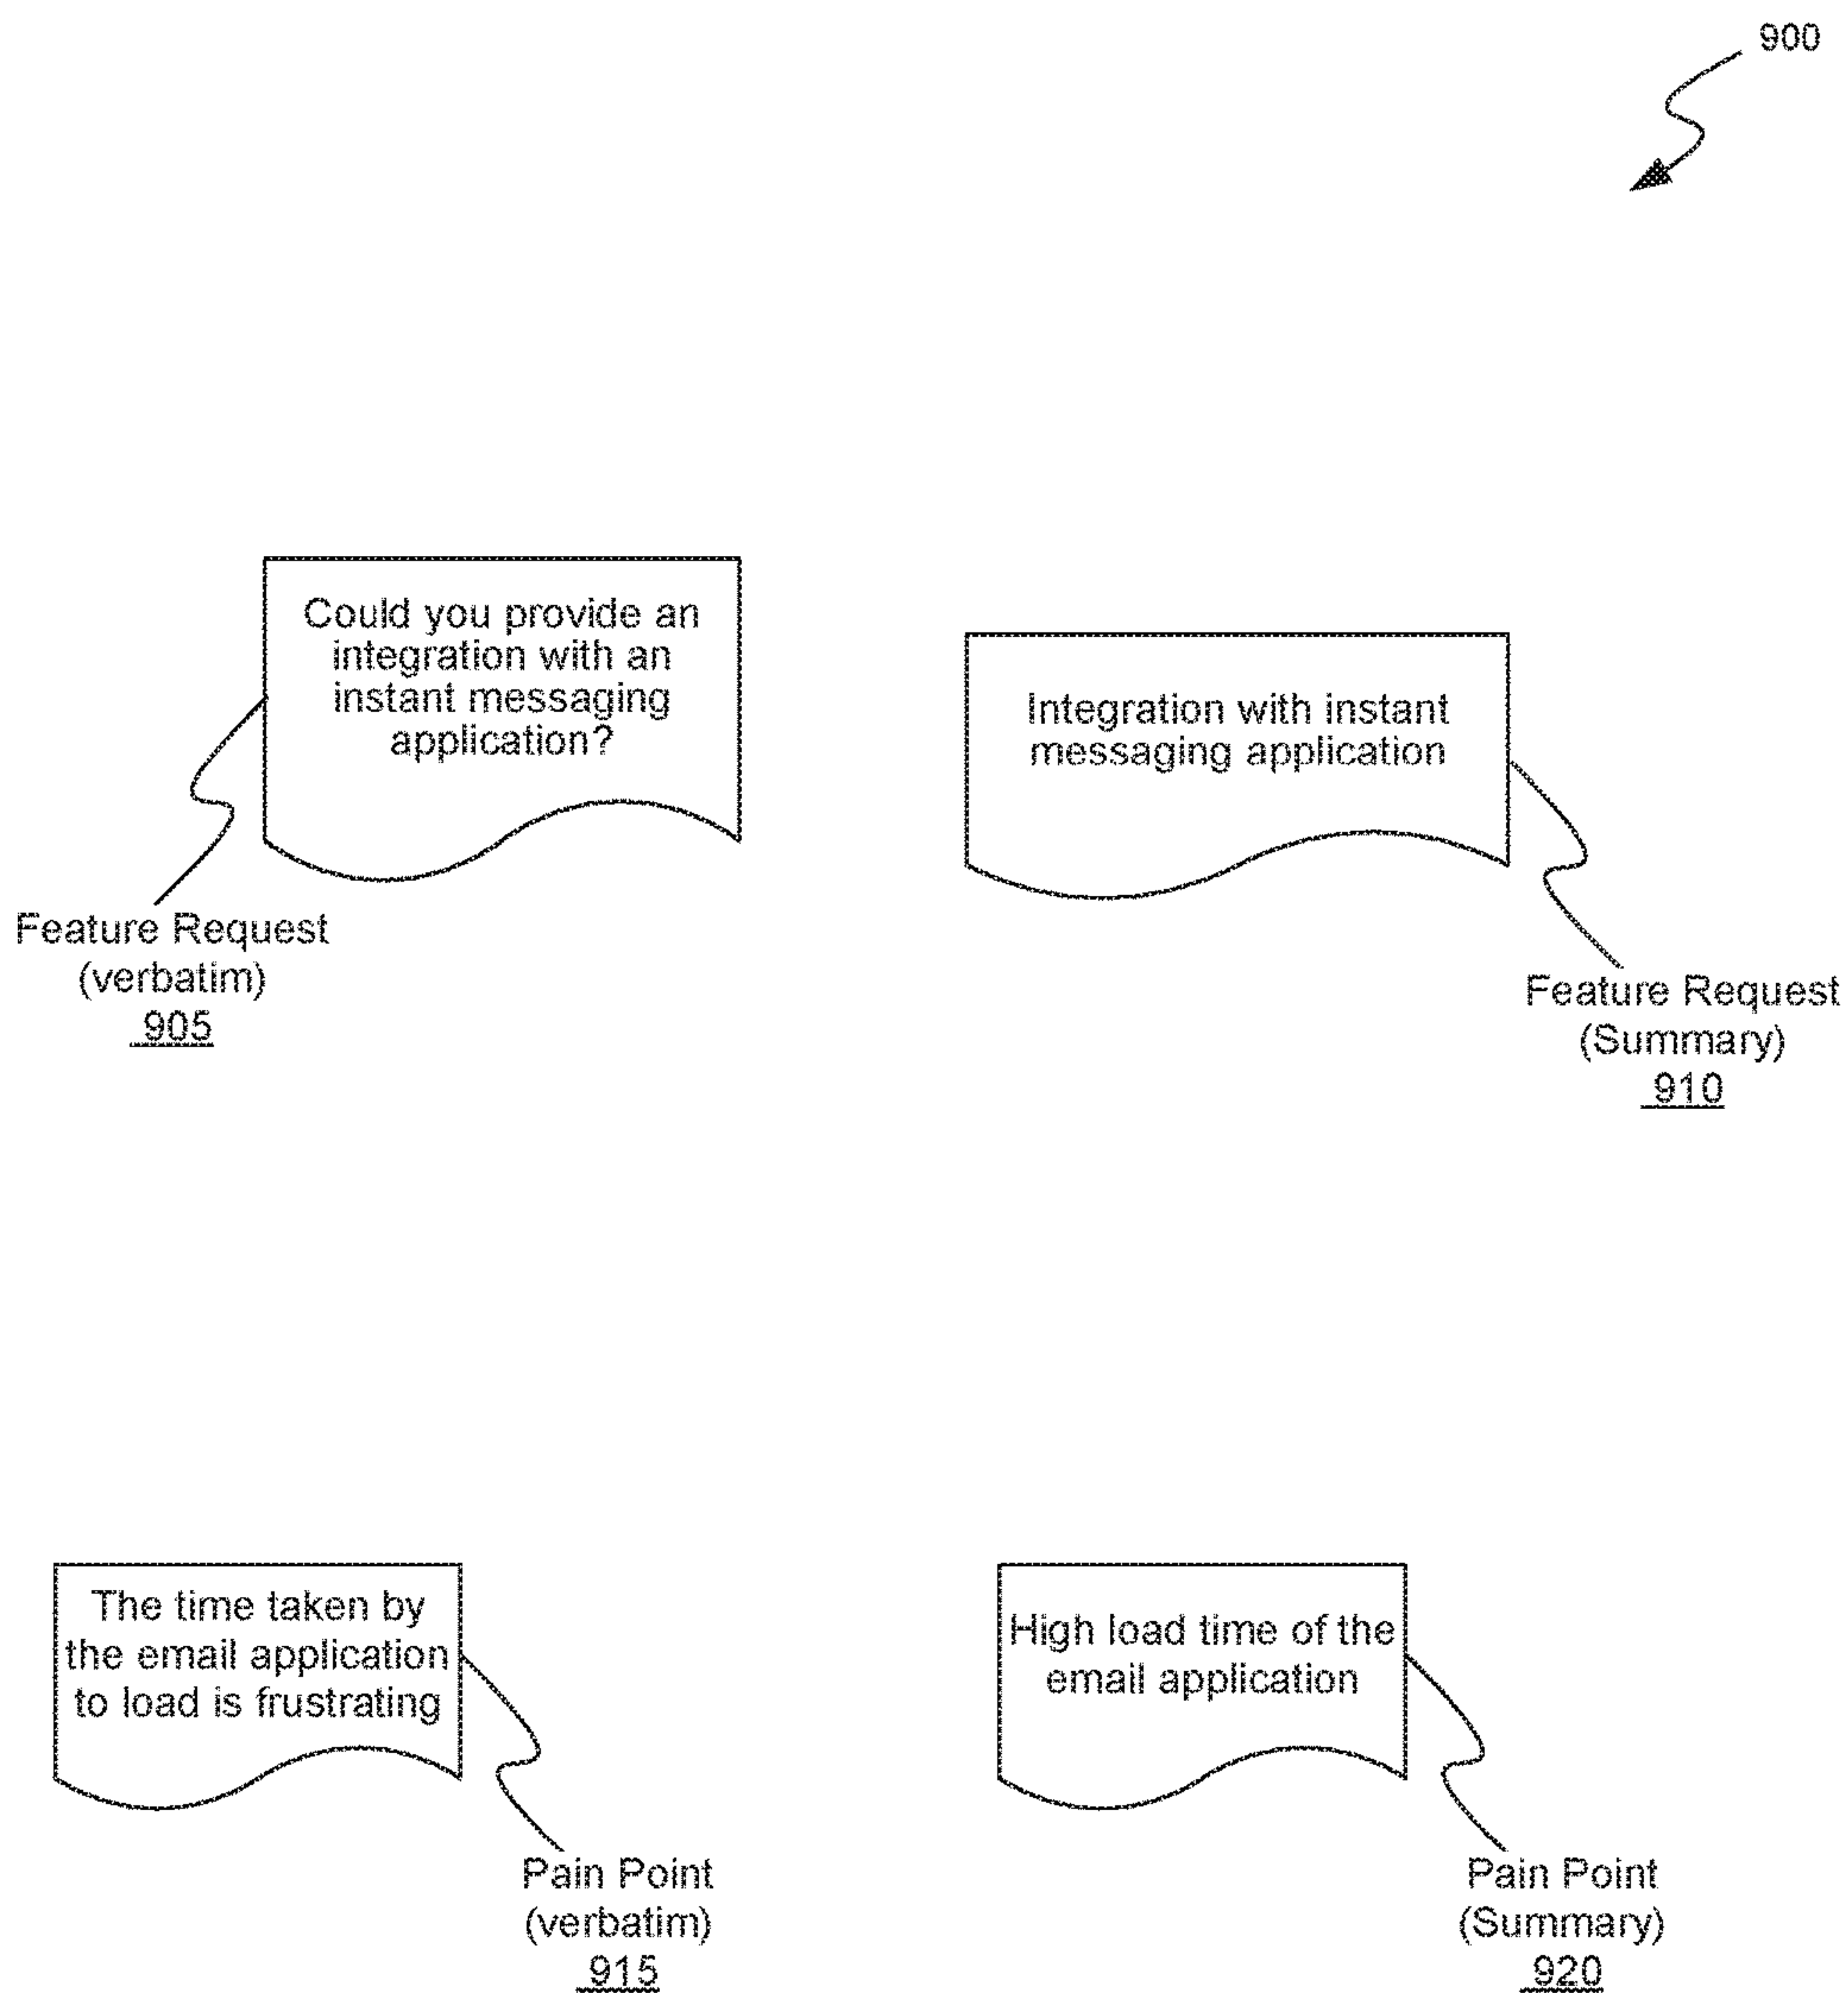 900
Could you provide an
integration with an
instant messaging
application?
Feature Request
(verbatim)
905
Integration with instant
messaging application
Feature Request
(Summary)
910
The time taken by
the email application
to load is frustrating
Pain Point
(verbatim)
915
High load time of the
email application
Pain Point
(Summary)
920